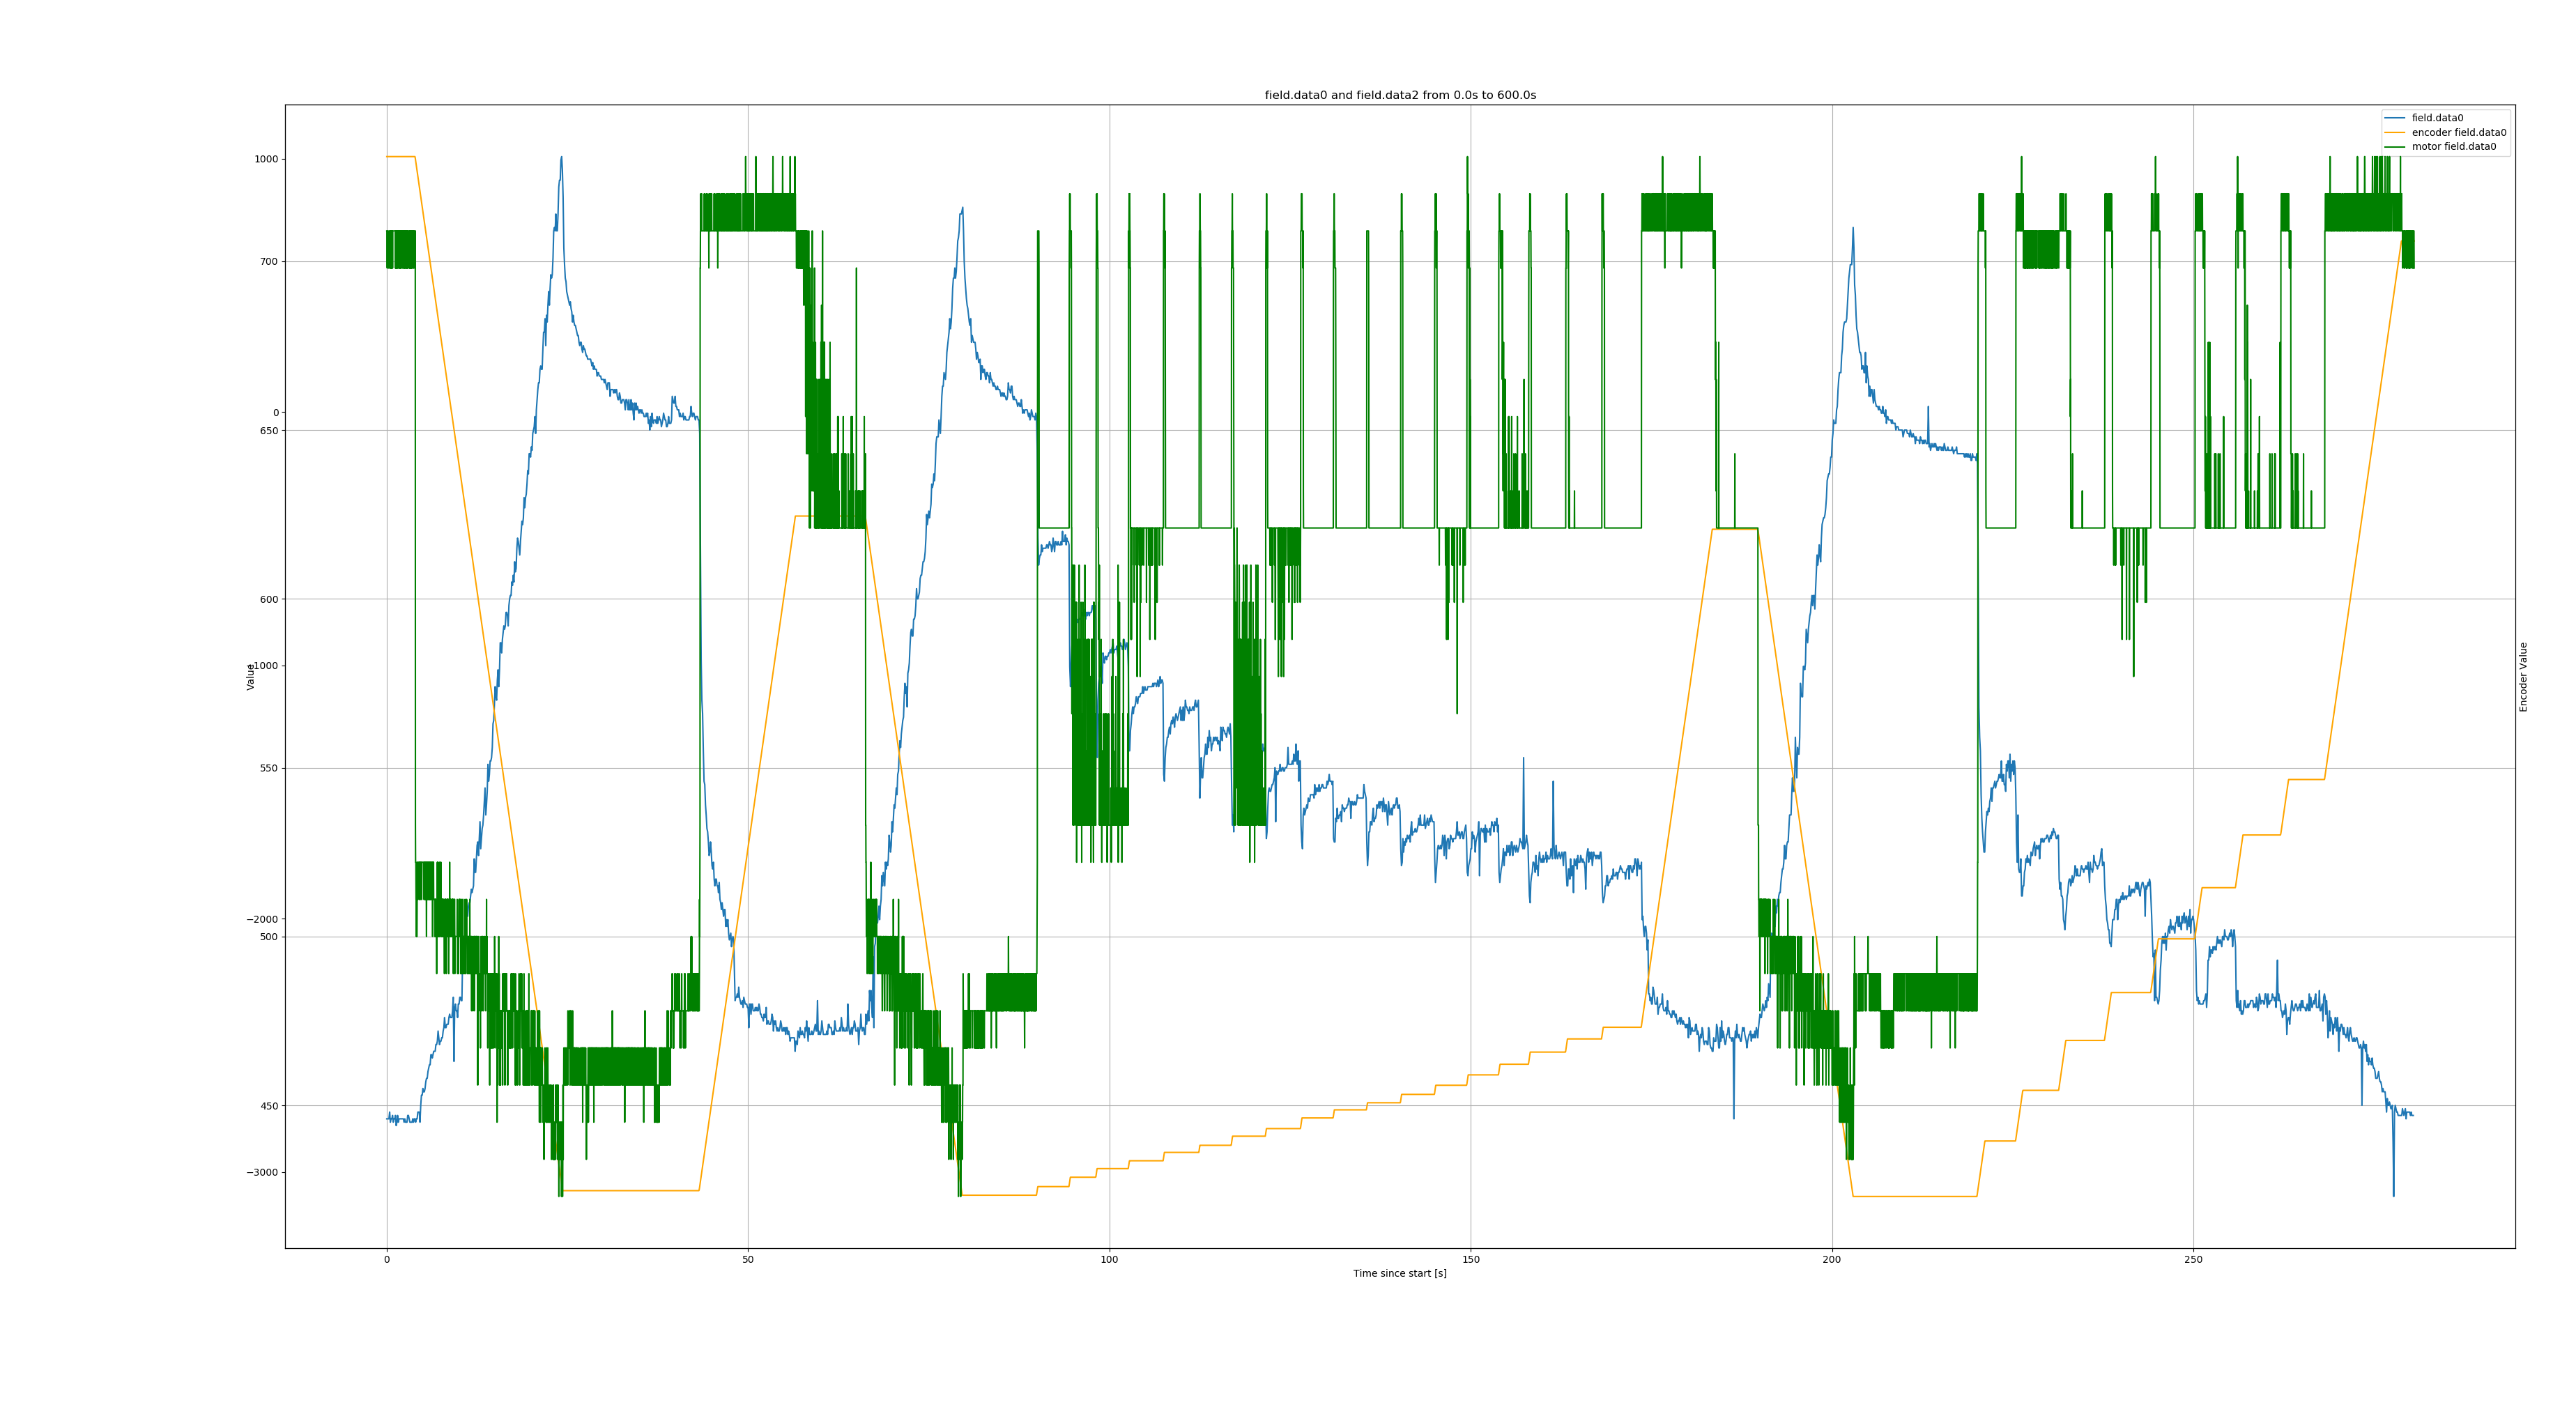 field.data0 and field.data2 from 0.0s to 600.0s
field.data0
encoder field.data0
motor field.data0
1000
700
0
650
600
−1000
550
−2000
500
450
−3000
Value
Encoder Value
0
50
100
150
200
250
Time since start [s]